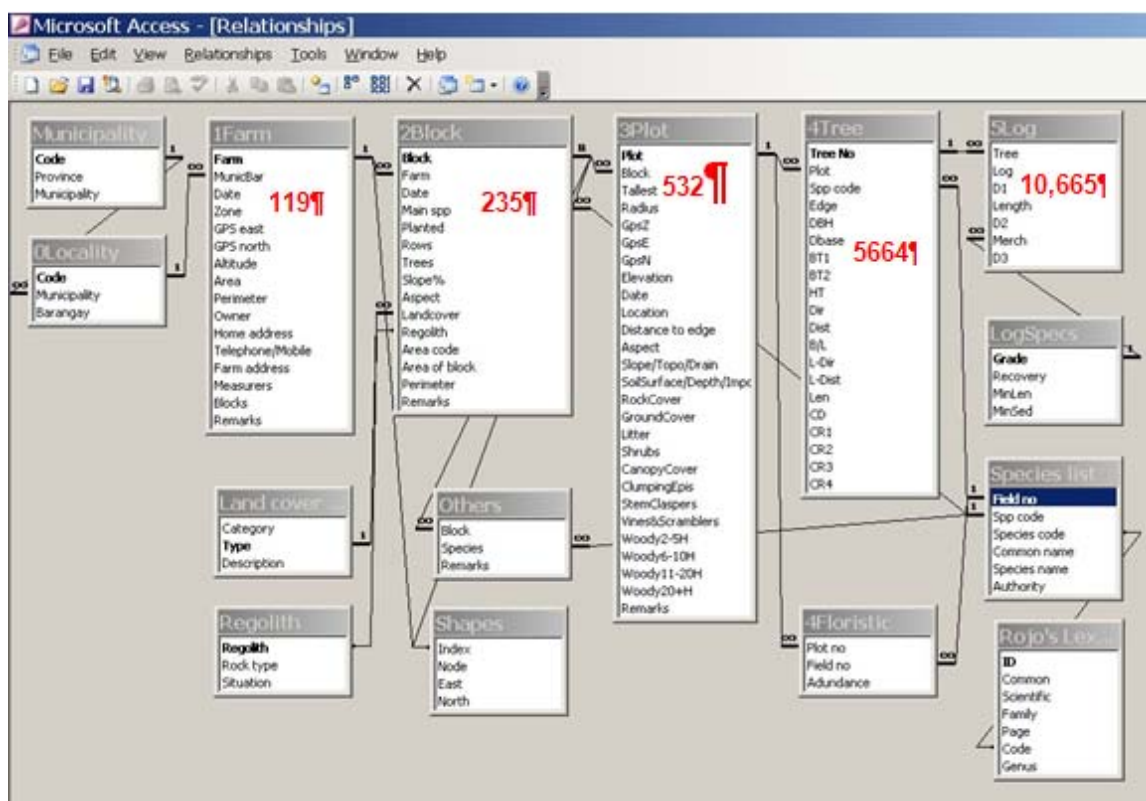 Microsoft Access - [Relationships]
File Edit View Relationships Tools Window Help
Municipality
Code
Province
Municipality
0Locality
Code
Municipality
Barangay
1Farm
Farm
MunicBar
Date
Zone
119¶
GPS east
GPS north
Altitude
Area
Perimeter
Owner
Home address
Telephone/Mobile
Farm address
Measurers
Blocks
Remarks
2Block
Block
Farm
Date
Main spp
235¶
Planted
Rows
Trees
Slope%
Aspect
Landcover
Regolith
Area code
Area of block
Perimeter
Remarks
3Plot
Plot
Block
532¶
Tallest
Radius
GpsZ
GpsE
GpsN
Elevation
Date
Location
Distance to edge
Aspect
Slope/Topo/Drain
SoilSurface/Depth/Impc
RockCover
GroundCover
Litter
Shrubs
CanopyCover
ClumpingEpis
StemClaspers
Vines&Scramblers
Woody2-5H
Woody6-10H
Woody11-20H
Woody20+H
Remarks
4Tree
Tree No
Plot
Spp code
Edge
DBH
Dbase
5664¶
BT1
BT2
HT
Dir
Dist
B/L
L-Dir
L-Dist
Len
CD
CR1
CR2
CR3
CR4
5Log
Tree
Log
10,665¶
D1
Length
D2
Merch
D3
LogSpecs
Grade
Recovery
MinLen
MinSed
Land cover
Category
Type
Description
Others
Block
Species
Remarks
Species list
Field no
Spp code
Species code
Common name
Species name
Authority
Regolith
Regolith
Rock type
Situation
Shapes
Index
Node
East
North
4Floristic
Plot no
Field no
Adundance
Rojo's Lex...
ID
Common
Scientific
Family
Page
Code
Genus